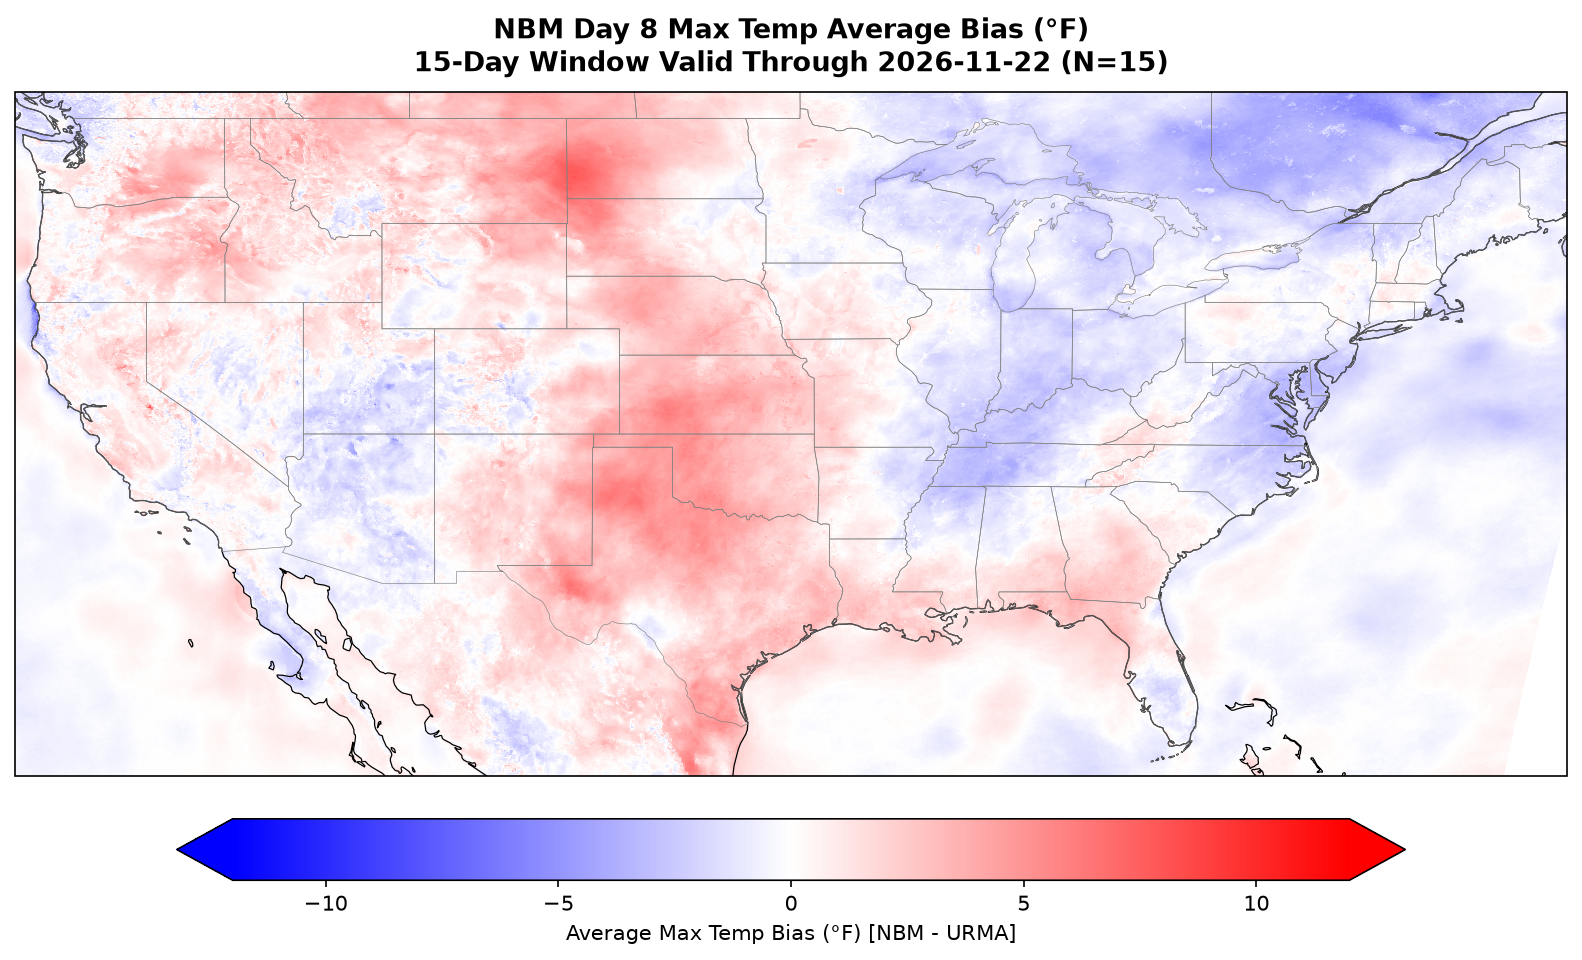 NBM Day 8 Max Temp Average Bias (°F)
15-Day Window Valid Through 2026-11-22 (N=15)
−10 −5 0 5 10
Average Max Temp Bias (°F) [NBM - URMA]